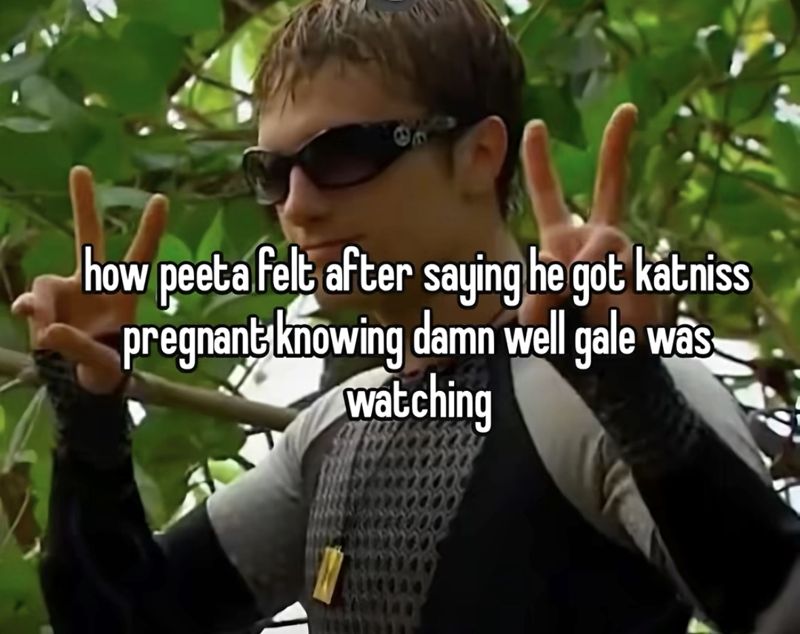 how peeta felt after saying he got katniss
pregnant knowing damn well gale was
watching